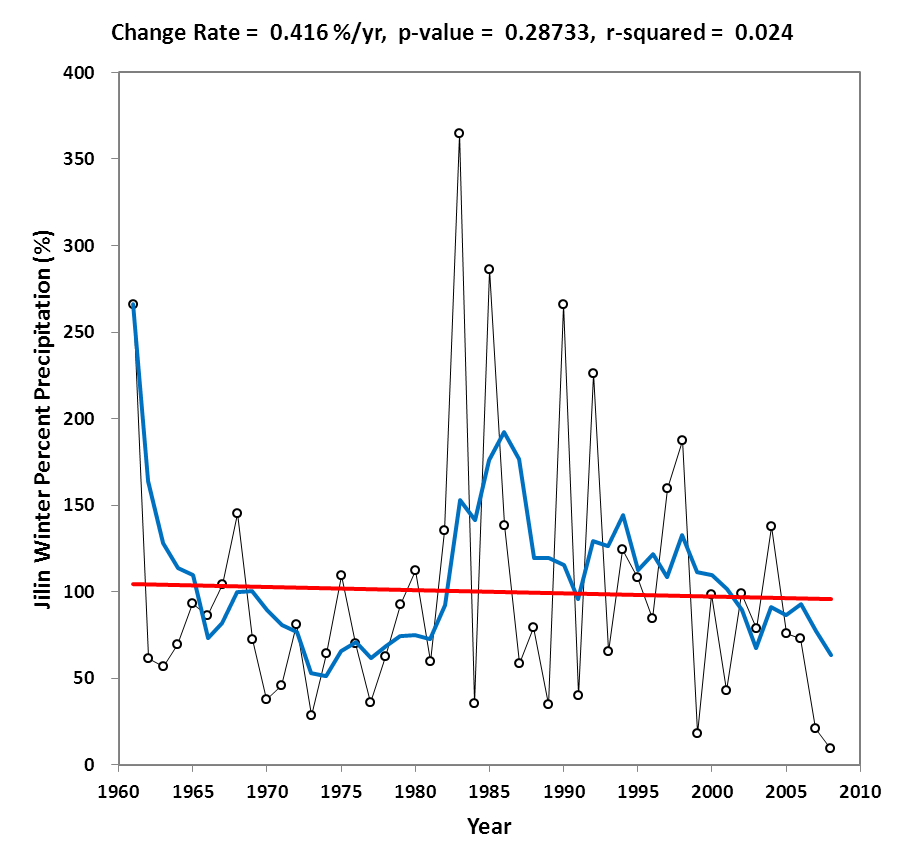 Change Rate = 0.416 %/yr, p-value = 0.28733, r-squared = 0.024
400
350
300
250
200
150
100
50
0
Jilin Winter Percent Precipitation (%)
1960 1965 1970 1975 1980 1985 1990 1995 2000 2005 2010
Year